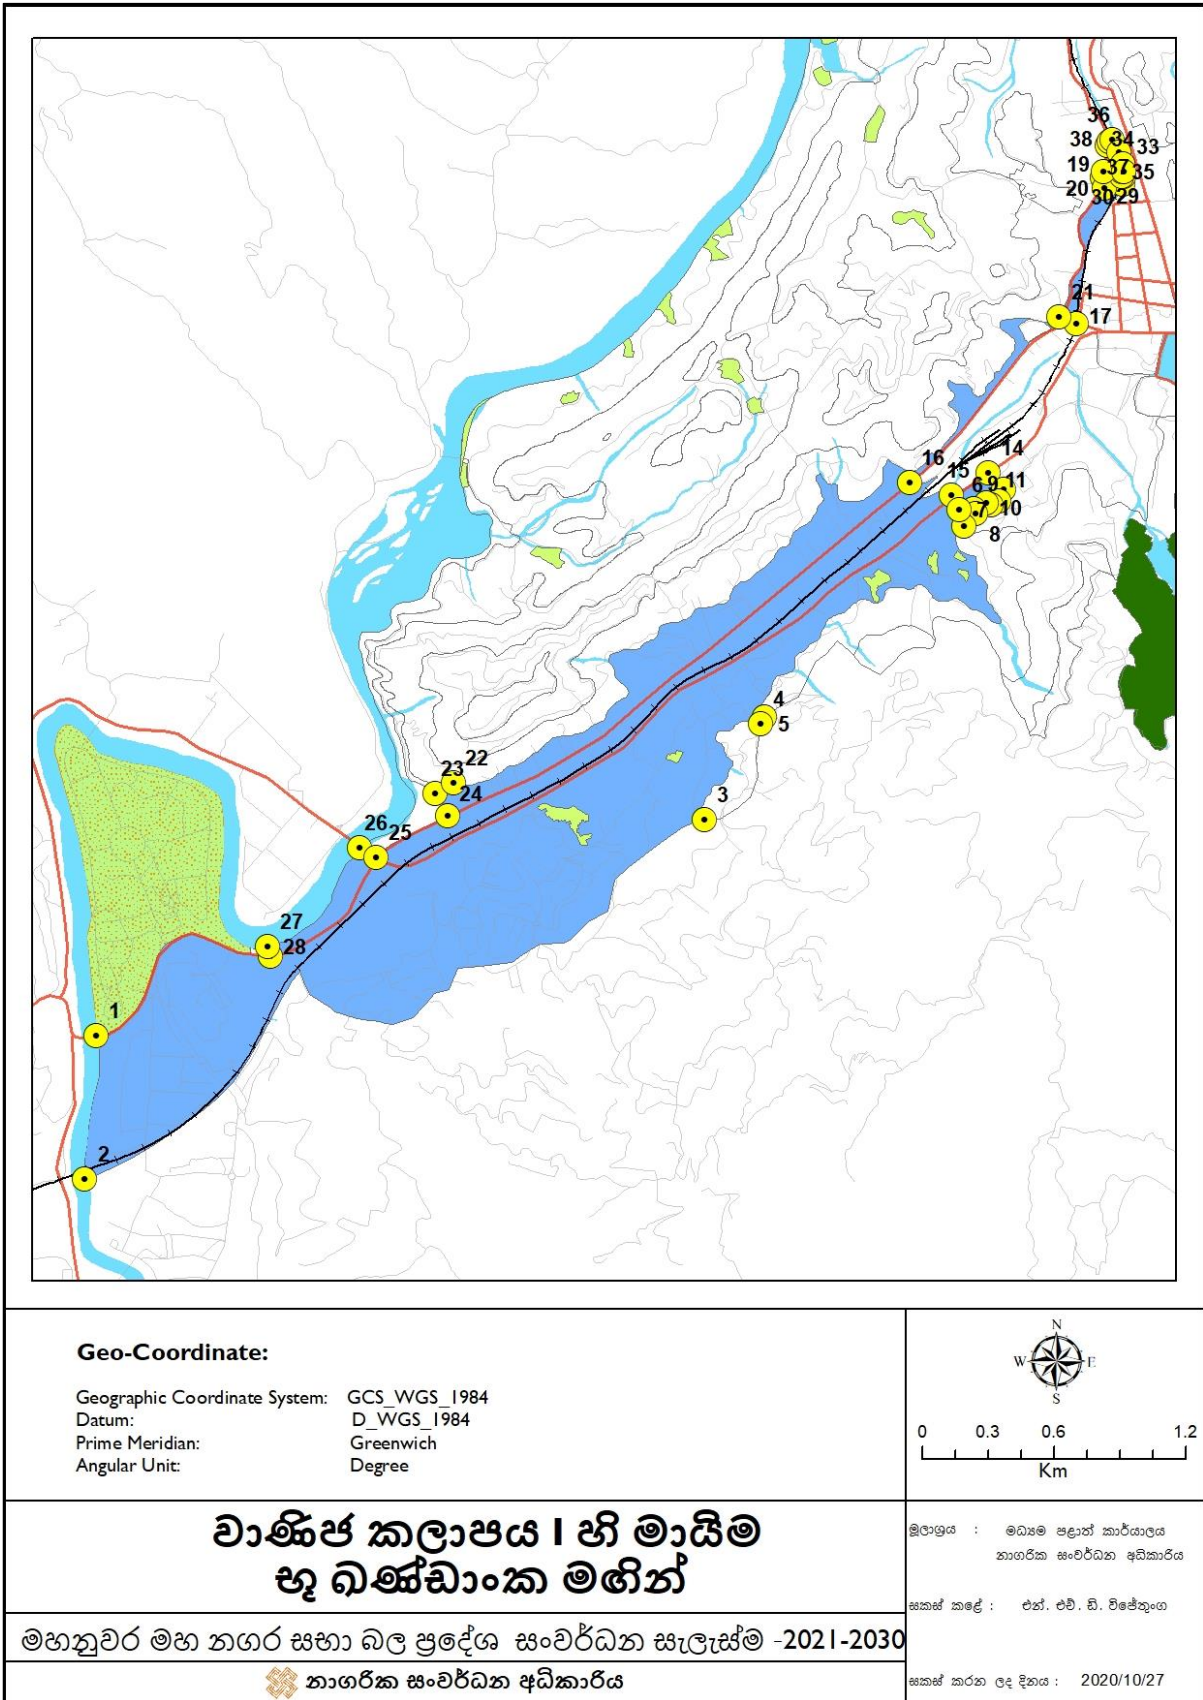 36
38
34
33
19
37
35
20
30
29
21
17
14
16
15
6
9
11
7
10
8
4
5
3
22
23
24
26
25
27
28
1
2
Geo-Coordinate:
Geographic Coordinate System: GCS_WGS_1984
Datum: D_WGS_1984
Prime Meridian: Greenwich
Angular Unit: Degree
N
W E
S
0 0.3 0.6 1.2
Km
වාණිජ කලාපය I හි මායිම
භූ ඛණ්ඩාංක මඟින්
මහනුවර මහ නගර සභා බල ප්‍රදේශ සංවර්ධන සැලැස්ම -2021-2030
නාගරික සංවර්ධන අධිකාරිය
මූලාශ්‍රය : මධ්‍යම පළාත් කාර්යාලය
නාගරික සංවර්ධන අධිකාරිය
සකස් කළේ : එන්. එච්. ඩී. විජේතුංග
සකස් කරන ලද දිනය : 2020/10/27